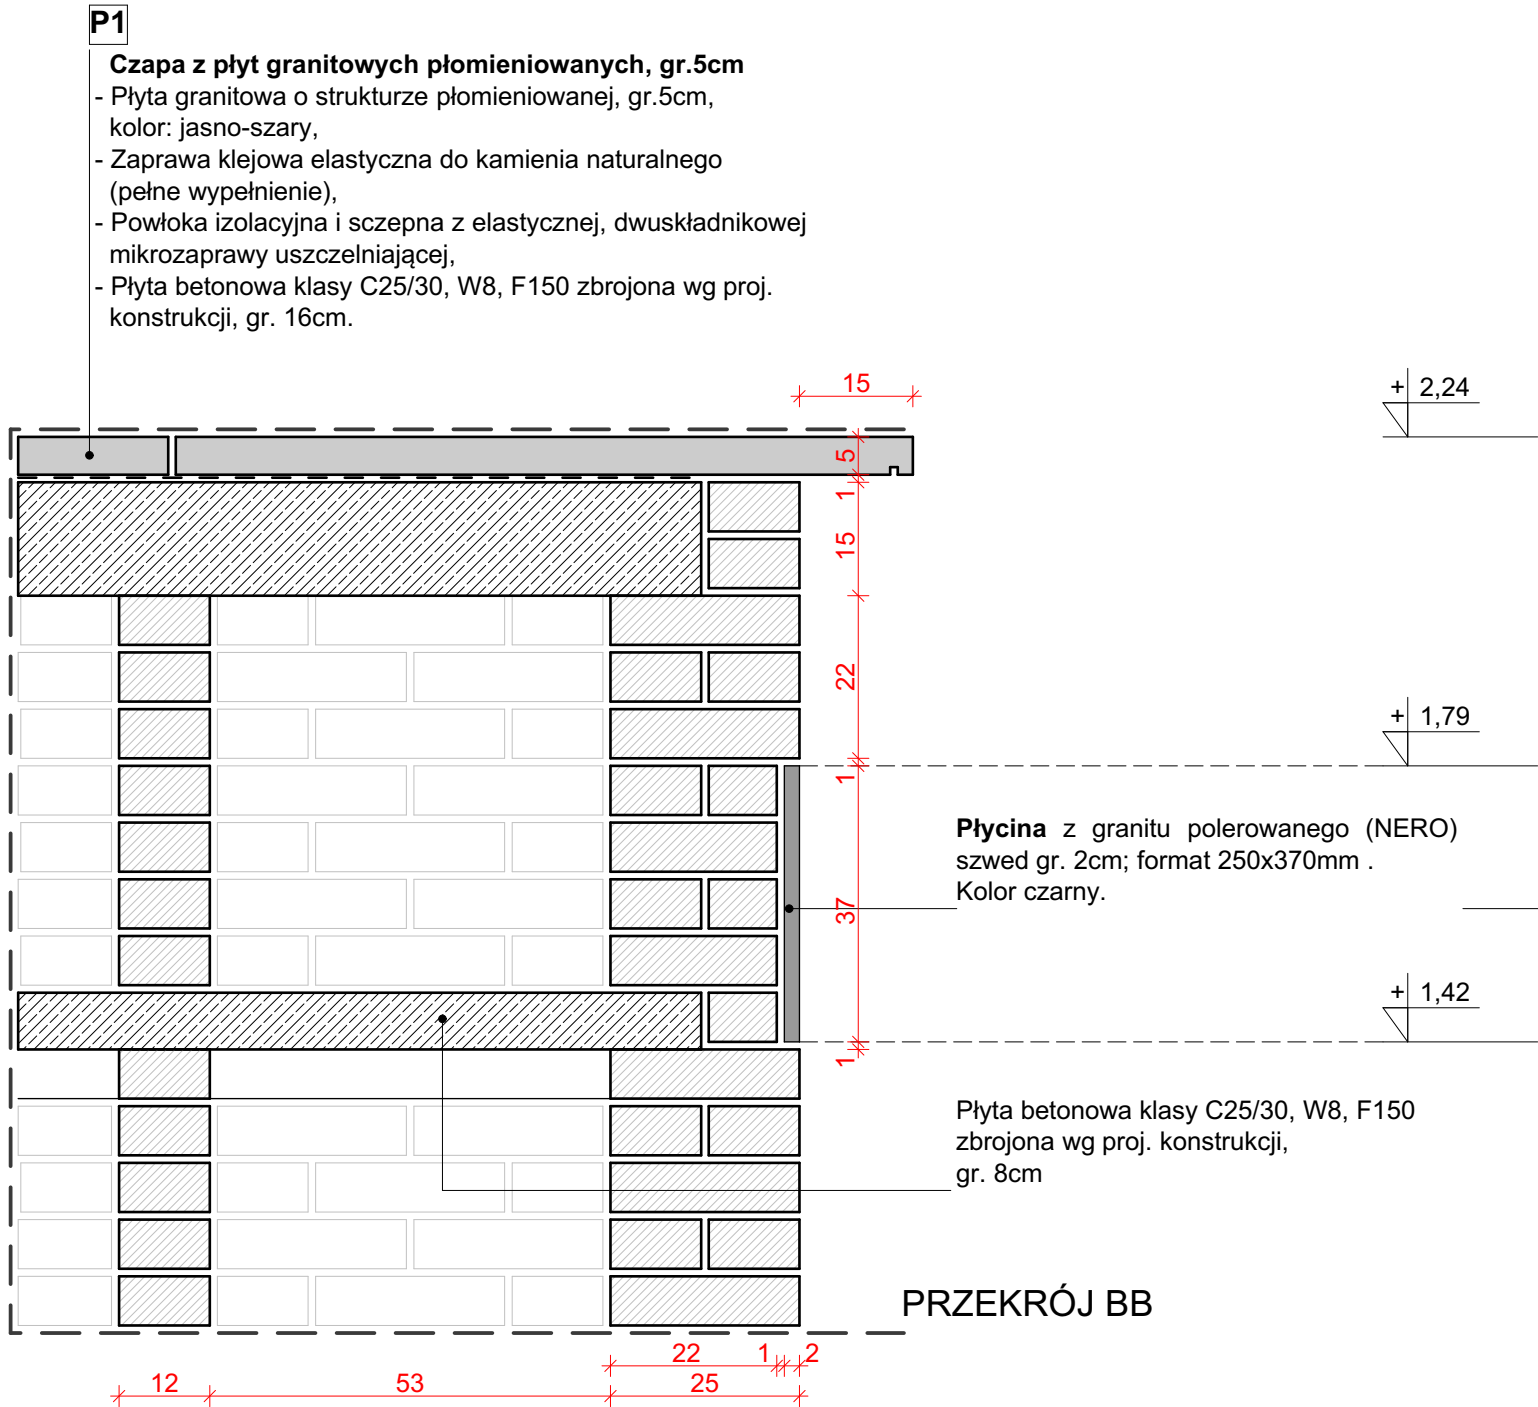 P1
Czapa z płyt granitowych płomieniowanych, gr.5cm
- Płyta granitowa o strukturze płomieniowanej, gr.5cm,
kolor: jasno-szary,
- Zaprawa klejowa elastyczna do kamienia naturalnego
(pełne wypełnienie),
- Powłoka izolacyjna i sczepna z elastycznej, dwuskładnikowej
mikrozaprawy uszczelniającej,
- Płyta betonowa klasy C25/30, W8, F150 zbrojona wg proj.
konstrukcji, gr. 16cm.
15
+ 2,24
5
1
15
22
+ 1,79
1
Płycina z granitu polerowanego (NERO)
szwed gr. 2cm; format 250x370mm .
Kolor czarny.
37
+ 1,42
1
Płyta betonowa klasy C25/30, W8, F150
zbrojona wg proj. konstrukcji,
gr. 8cm
PRZEKRÓJ BB
22 1 2
12 53 25